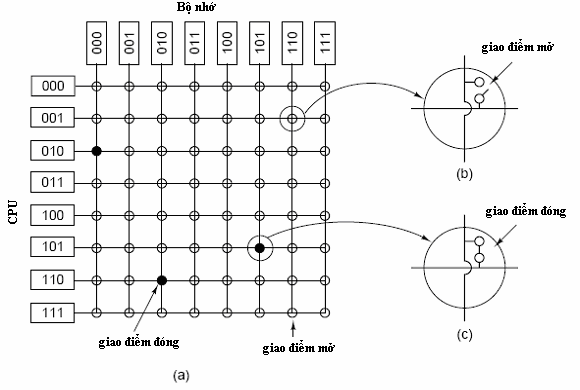 Bộ nhớ
000 001 010 011 100 101 110 111
CPU
000
001
010
011
100
101
110
111
giao điểm đóng
giao điểm mở
(a)
giao điểm mở
(b)
giao điểm đóng
(c)